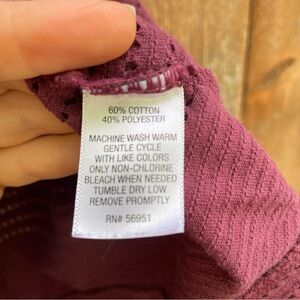 60% COTTON
40% POLYESTER
MACHINE WASH WARM
GENTLE CYCLE
WITH LIKE COLORS
ONLY NON-CHLORINE
BLEACH WHEN NEEDED
TUMBLE DRY LOW
REMOVE PROMPTLY
RN# 56951